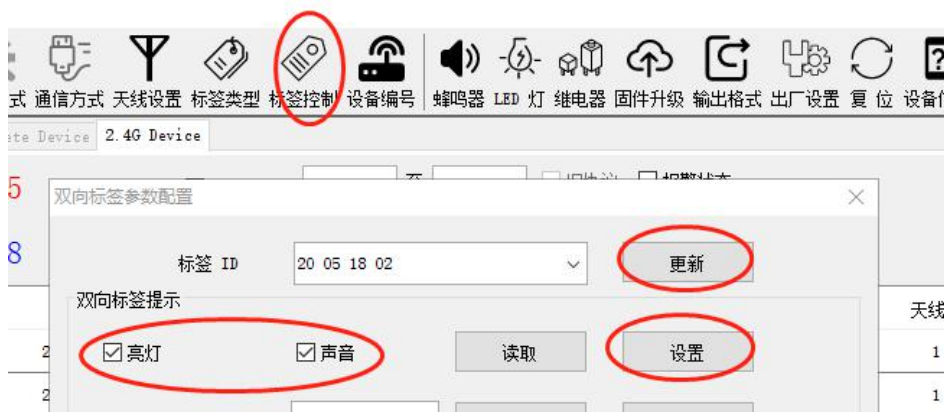 式 通信方式 天线设置 标签类型 标签控制 设备编号 蜂鸣器 LED 灯 继电器 固件升级 输出格式 出厂设置 复 位 设备
ete Device 2.4G Device
5 至
双向标签参数配置
8 标签 ID 20 05 18 02 更新
双向标签提示
天线
2 亮灯 声音 读取 设置 1
2 1